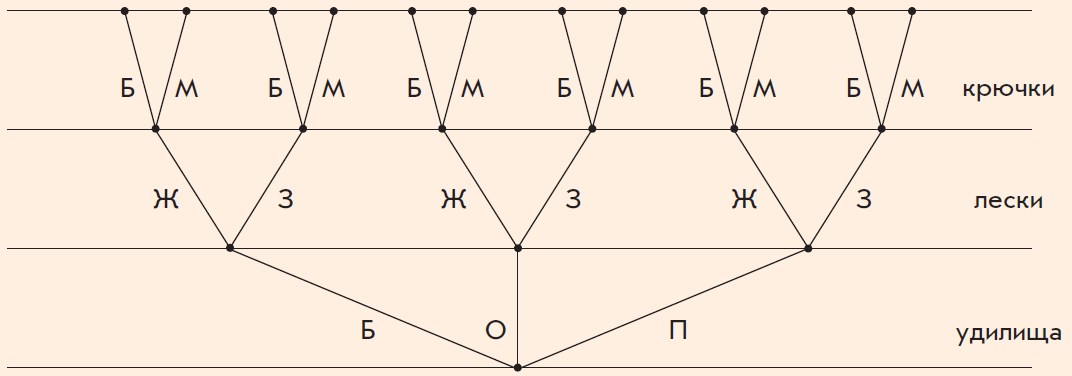 Б М Б М Б М Б М Б М Б М крючки
Ж З Ж З Ж З лески
Б О П удилища